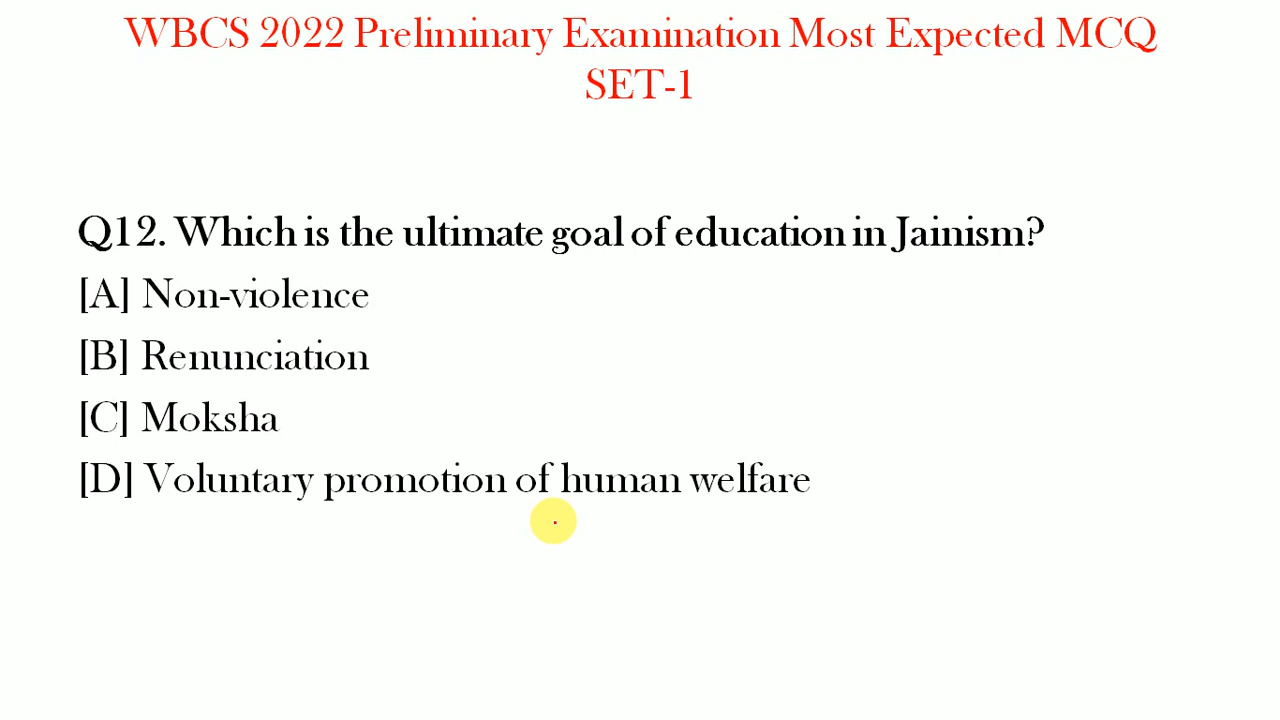 WBCS 2022 Preliminary Examination Most Expected MCQ
SET-1
Q12. Which is the ultimate goal of education in Jainism?
[A] Non-violence
[B] Renunciation
[C] Moksha
[D] Voluntary promotion of human welfare